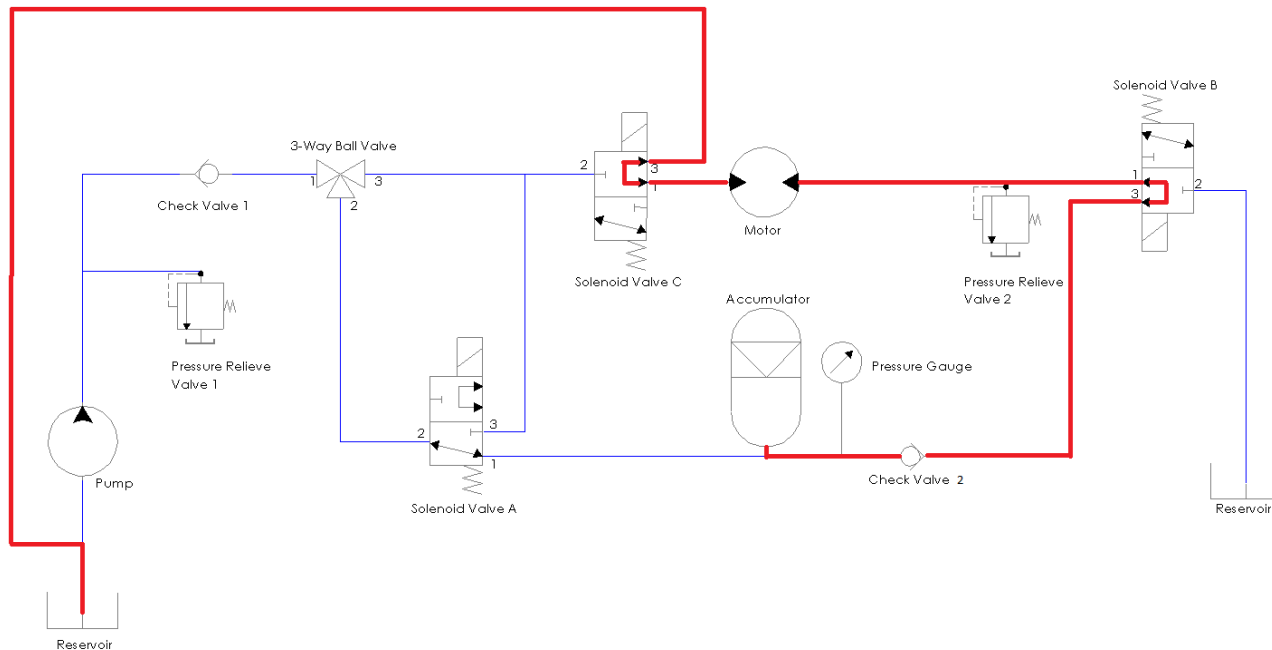 Solenoid Valve B
3-Way Ball Valve
2
3
1
1
3
2
1
3
2
Check Valve 1
Motor
Solenoid Valve C
Pressure Relieve
Valve 2
Accumulator
Pressure Relieve
Valve 1
Pressure Gauge
2
3
1
Pump
Check Valve 2
Solenoid Valve A
Reservoir
Reservoir